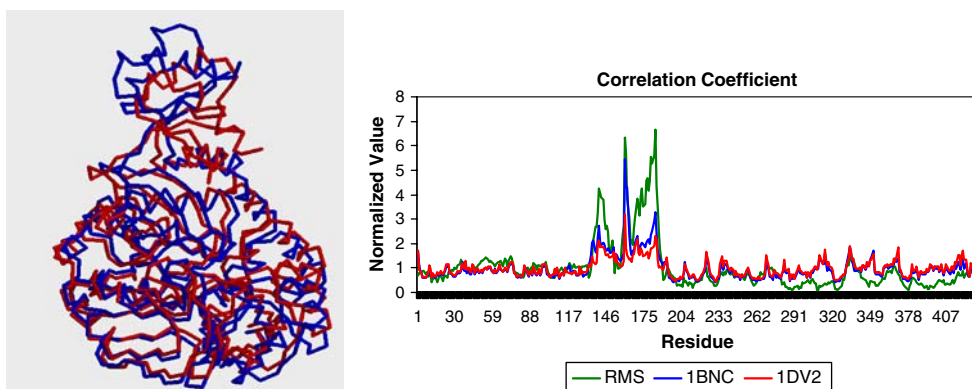 Correlation Coefficient
Normalized Value
8
7
6
5
4
3
2
1
0
1 30 59 88 117 146 175 204 233 262 291 320 349 378 407
Residue
RMS 1BNC 1DV2